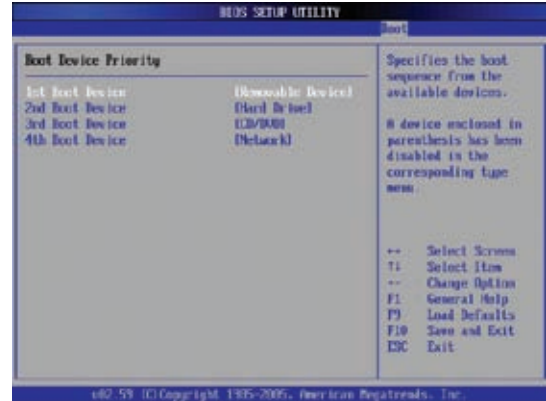 BIOS SETUP UTILITY
Boot
Boot Device Priority
1st Boot Device [Removable Device]
2nd Boot Device [Hard Drive]
3rd Boot Device [CD/DVD]
4th Boot Device [Network]
Specifies the boot
sequence from the
available devices.
A device enclosed in
parenthesis has been
disabled in the
corresponding type
menu.
↔ Select Screen
↑↓ Select Item
+- Change Option
F1 General Help
F9 Load Defaults
F10 Save and Exit
ESC Exit
v02.59 (C)Copyright 1985-2005, American Megatrends, Inc.